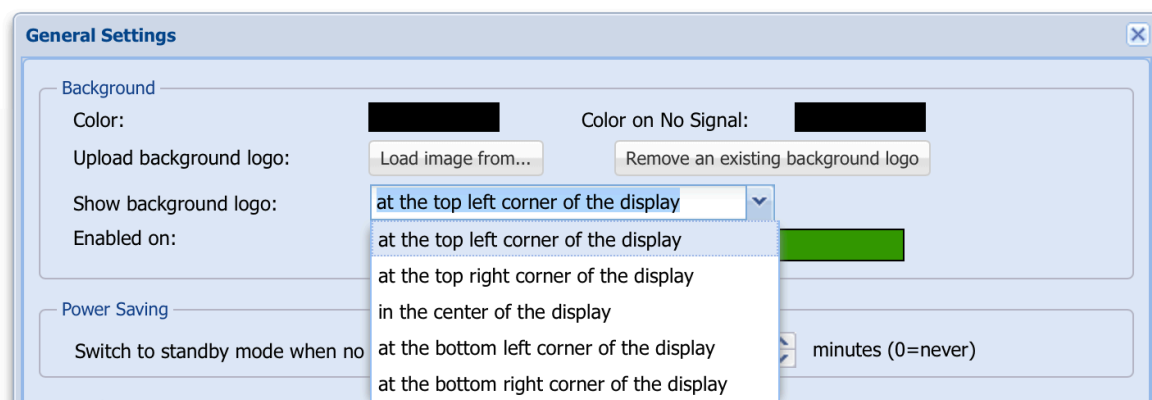 General Settings
Background
Color:
Color on No Signal:
Upload background logo:
Load image from...
Remove an existing background logo
Show background logo:
at the top left corner of the display
Enabled on:
at the top left corner of the display
at the top right corner of the display
in the center of the display
at the bottom left corner of the display
at the bottom right corner of the display
Power Saving
Switch to standby mode when no
minutes (0=never)